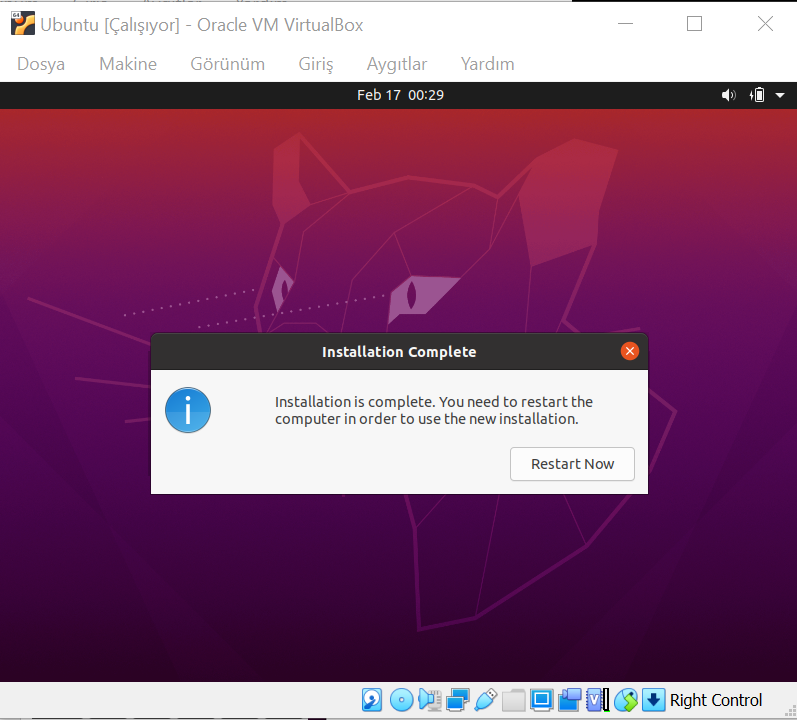 Ubuntu [Çalışıyor] - Oracle VM VirtualBox
Dosya Makine Görünüm Giriş Aygıtlar Yardım
Feb 17 00:29
Installation Complete
Installation is complete. You need to restart the
computer in order to use the new installation.
Restart Now
Right Control